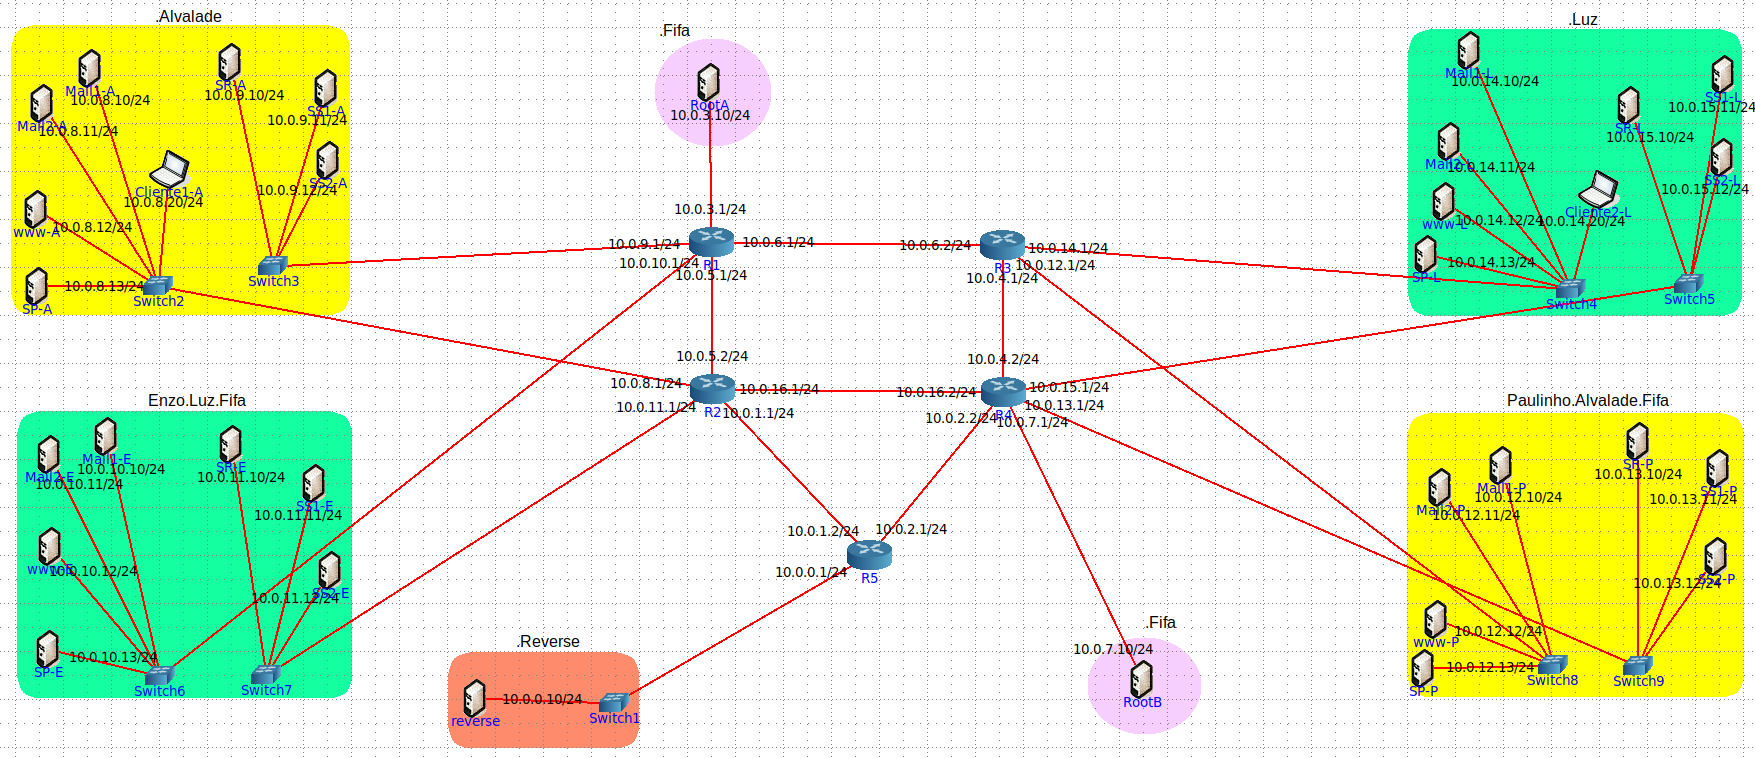 .Alvalade
Mail1-A
10.0.8.10/24
Mail2-A
10.0.8.11/24
SR-A
10.0.9.10/24
SS1-A
10.0.9.11/24
SS2-A
10.0.9.12/24
Cliente1-A
10.0.8.20/24
www-A
10.0.8.12/24
SP-A
10.0.8.13/24
Switch2
Switch3
.Fifa
RootA
10.0.3.10/24
10.0.3.1/24
10.0.9.1/24
10.0.6.1/24
R1
10.0.10.1/24
10.0.5.1/24
10.0.6.2/24
10.0.14.1/24
R3
10.0.12.1/24
10.0.4.1/24
.Luz
Mail1-L
10.0.14.10/24
SS1-L
10.0.15.11/24
SR-L
10.0.15.10/24
Mail2-L
10.0.14.11/24
SS2-L
10.0.15.12/24
www-L
10.0.14.12/24
Cliente2-L
10.0.14.20/24
SP-L
10.0.14.13/24
Switch4
Switch5
10.0.5.2/24
10.0.8.1/24
10.0.16.1/24
R2
10.0.11.1/24
10.0.1.1/24
10.0.4.2/24
10.0.16.2/24
10.0.15.1/24
R4
10.0.13.1/24
10.0.2.2/24
10.0.7.1/24
Enzo.Luz.Fifa
Mail1-E
10.0.10.10/24
Mail2-E
10.0.10.11/24
SR-E
10.0.11.10/24
SS1-E
10.0.11.11/24
www-E
10.0.10.12/24
SS2-E
10.0.11.12/24
SP-E
10.0.10.13/24
Switch6
Switch7
10.0.1.2/24
10.0.2.1/24
10.0.0.1/24
R5
.Reverse
reverse
10.0.0.10/24
Switch1
.Fifa
10.0.7.10/24
RootB
Paulinho.Alvalade.Fifa
Mail1-P
10.0.12.10/24
Mail2-P
10.0.12.11/24
SR-P
10.0.13.10/24
SS1-P
10.0.13.11/24
SS2-P
10.0.13.12/24
www-P
10.0.12.12/24
SP-P
10.0.12.13/24
Switch8
Switch9